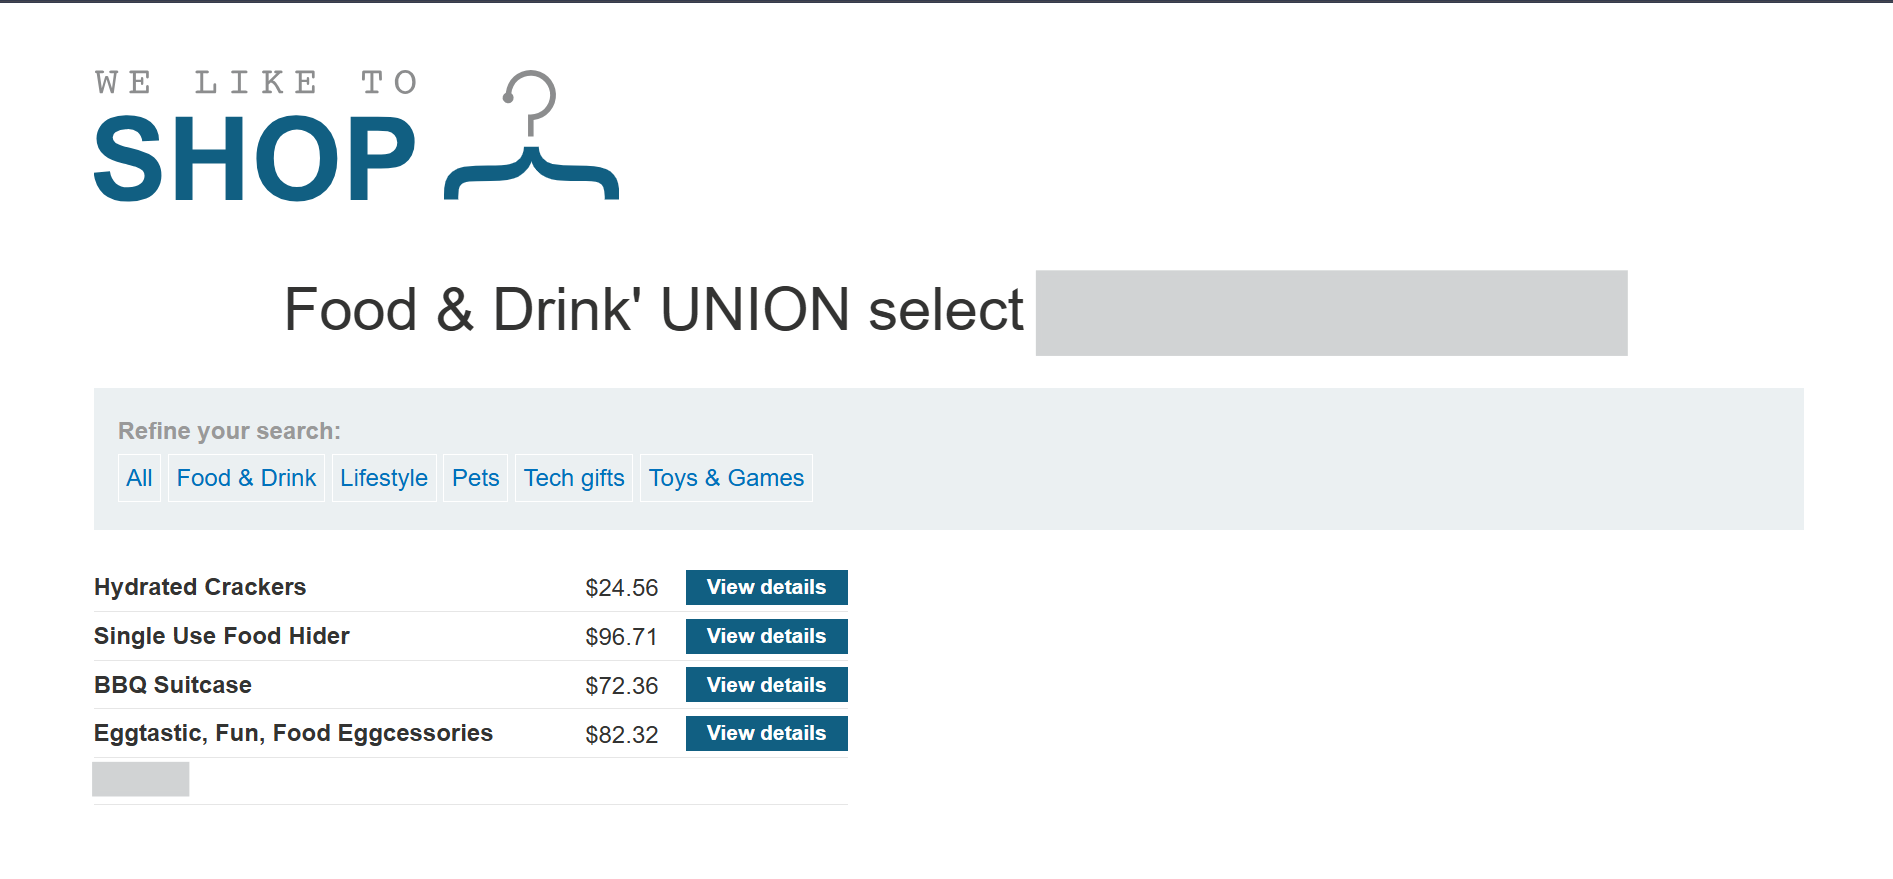 WE LIKE TO
SHOP
Food & Drink' UNION select
Refine your search:
All Food & Drink Lifestyle Pets Tech gifts Toys & Games
Hydrated Crackers $24.56 View details
Single Use Food Hider $96.71 View details
BBQ Suitcase $72.36 View details
Eggtastic, Fun, Food Eggcessories $82.32 View details